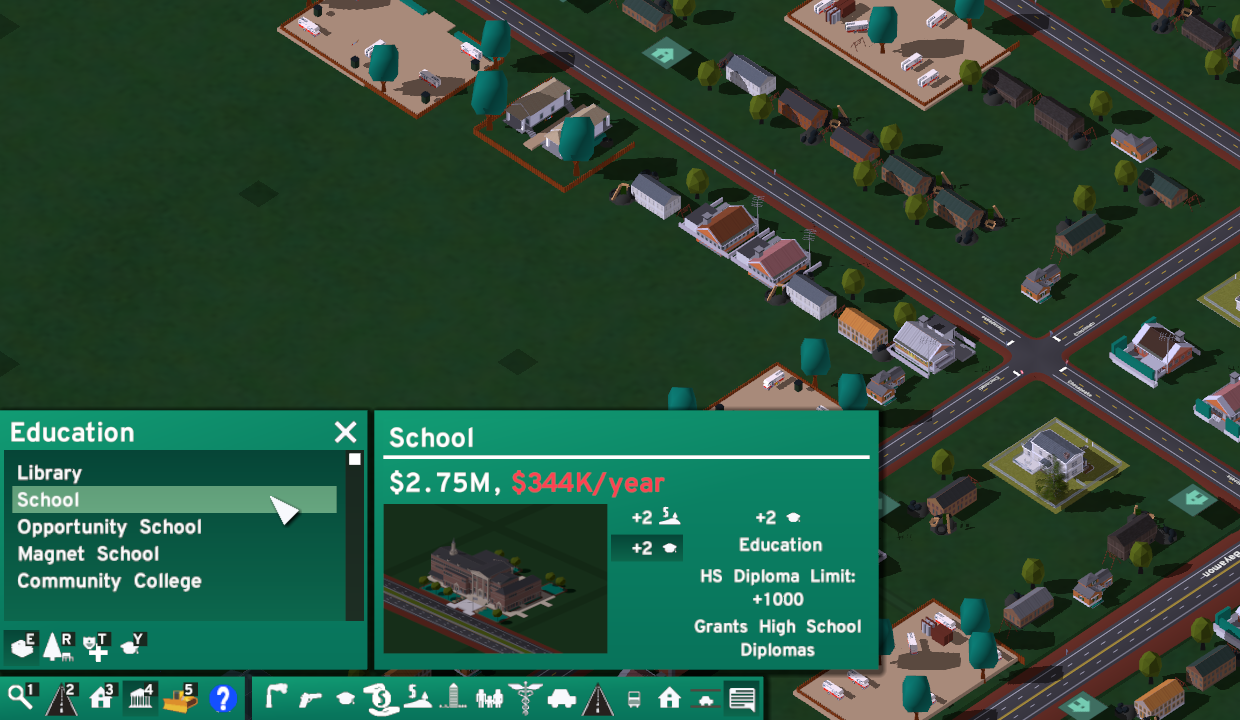 Education
Library
School
Opportunity School
Magnet School
Community College
E
R
T
Y
School
$2.75M, $344K/year
+2
+2
+2
Education
HS Diploma Limit:
+1000
Grants High School
Diplomas
1
2
3
4
5
?
Bayamon